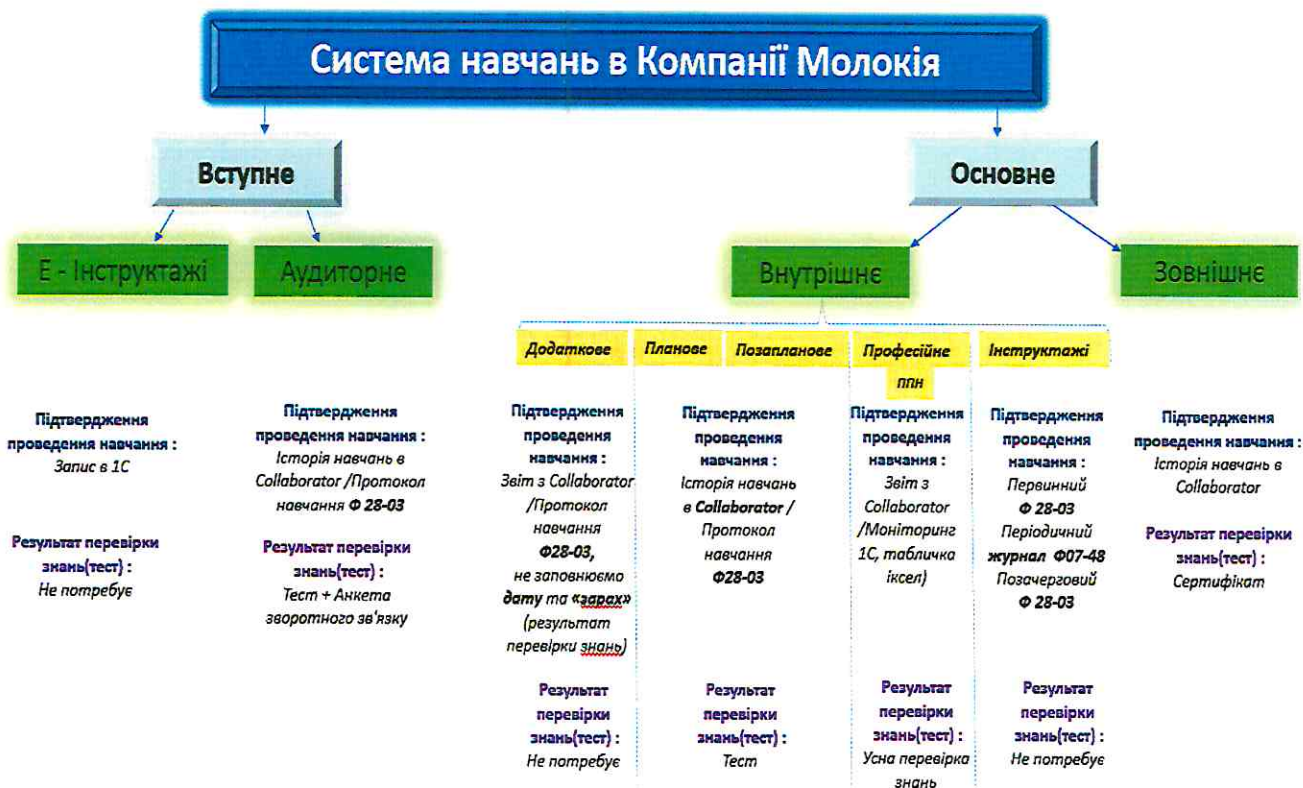 Система навчань в Компанії Молокія
Вступне
Основне
Е - Інструктажі
Аудиторне
Внутрішнє
Зовнішнє
Додаткове
Планове
Позапланове
Професійне
ппн
Інструктажі
Підтвердження
проведення навчання :
Запис в 1С
Результат перевірки
знань(тест) :
Не потребує
Підтвердження
проведення навчання :
Історія навчань в
Collaborator /Протокол
навчання Ф 28-03
Результат перевірки
знань(тест) :
Тест + Анкета
зворотного зв'язку
Підтвердження
проведення
навчання :
Звіт з Collaborator
/Протокол
навчання
Ф28-03,
не заповнюємо
дату та «зарах»
(результат
перевірки знань)
Результат
перевірки
знань(тест) :
Не потребує
Підтвердження
проведення
навчання :
Історія навчань
в Collaborator /
Протокол
навчання
Ф28-03
Результат
перевірки
знань(тест) :
Тест
Підтвердження
проведення
навчання :
Звіт з
Collaborator
/Моніторинг
1С, табличка
іксел)
Результат
перевірки
знань(тест) :
Усна перевірка
знань
Підтвердження
проведення
навчання :
Первинний
Ф 28-03
Періодичний
журнал Ф07-48
Позачерговий
Ф 28-03
Результат
перевірки
знань(тест) :
Не потребує
Підтвердження
проведення навчання :
Історія навчань в
Collaborator
Результат перевірки
знань(тест) :
Сертифікат